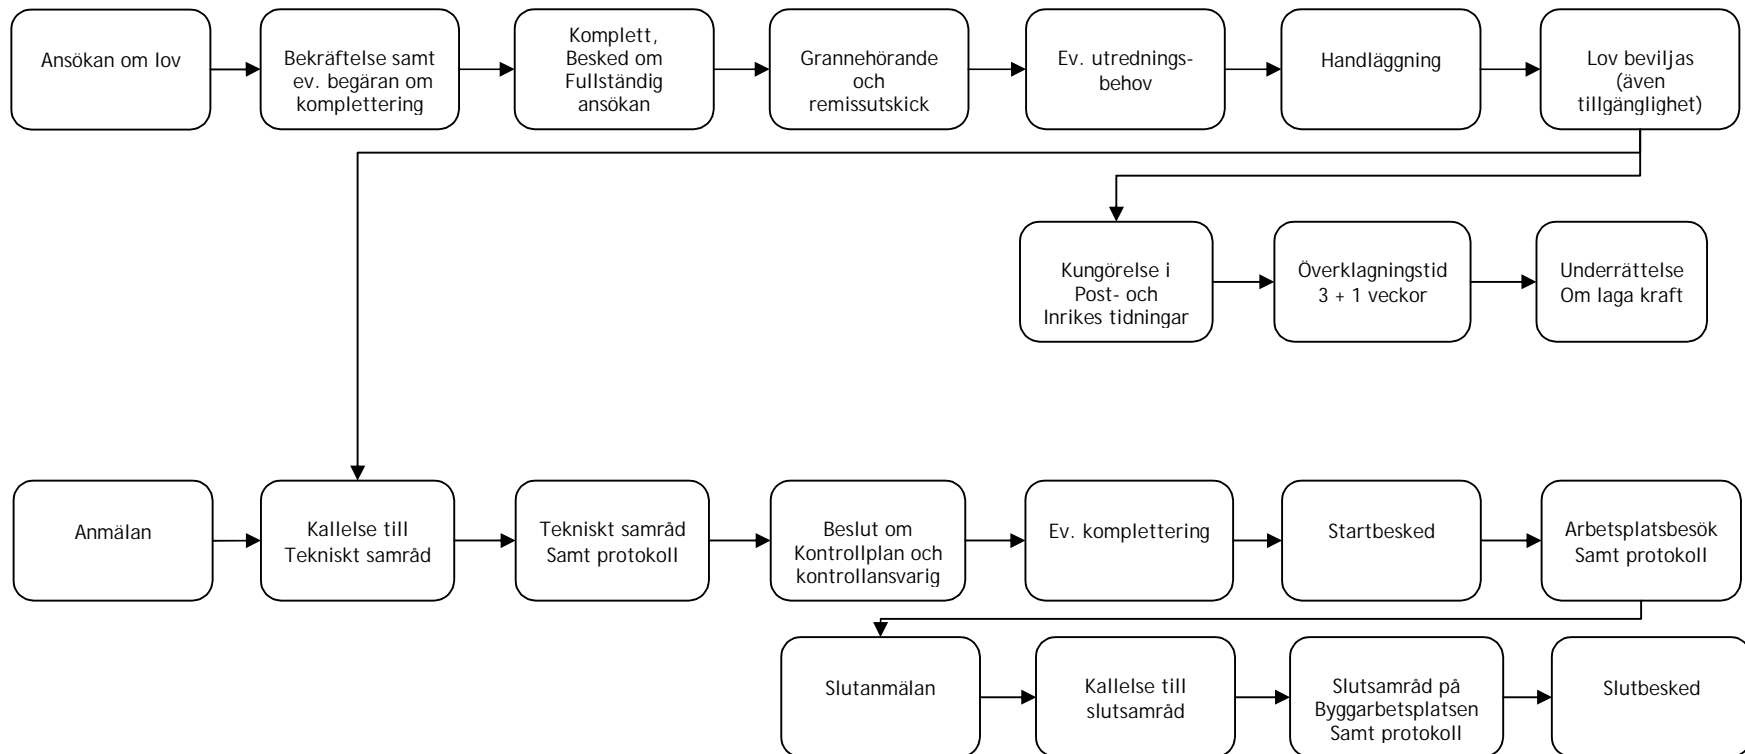 Ansökan om lov
Bekräftelse samt
ev. begäran om
komplettering
Komplett,
Besked om
Fullständig
ansökan
Grannehörande
och
remissutskick
Ev. utrednings-
behov
Handläggning
Lov beviljas
(även
tillgänglighet)
Kungörelse i
Post- och
Inrikes tidningar
Överklagningstid
3 + 1 veckor
Underrättelse
Om laga kraft
Anmälan
Kallelse till
Tekniskt samråd
Tekniskt samråd
Samt protokoll
Beslut om
Kontrollplan och
kontrollansvarig
Ev. komplettering
Startbesked
Arbetsplatsbesök
Samt protokoll
Slutanmälan
Kallelse till
slutsamråd
Slutsamråd på
Byggarbetsplatsen
Samt protokoll
Slutbesked